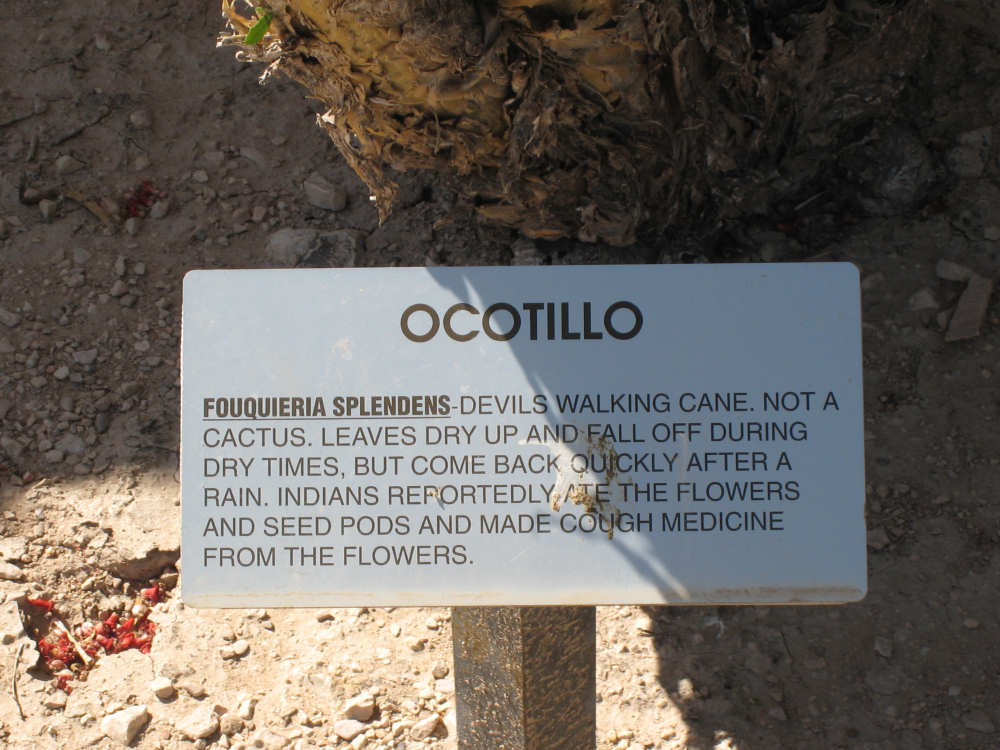 OCOTILLO
FOUQUIERIA SPLENDENS-DEVILS WALKING CANE. NOT A
CACTUS. LEAVES DRY UP AND FALL OFF DURING
DRY TIMES, BUT COME BACK QUICKLY AFTER A
RAIN. INDIANS REPORTEDLY ATE THE FLOWERS
AND SEED PODS AND MADE COUGH MEDICINE
FROM THE FLOWERS.